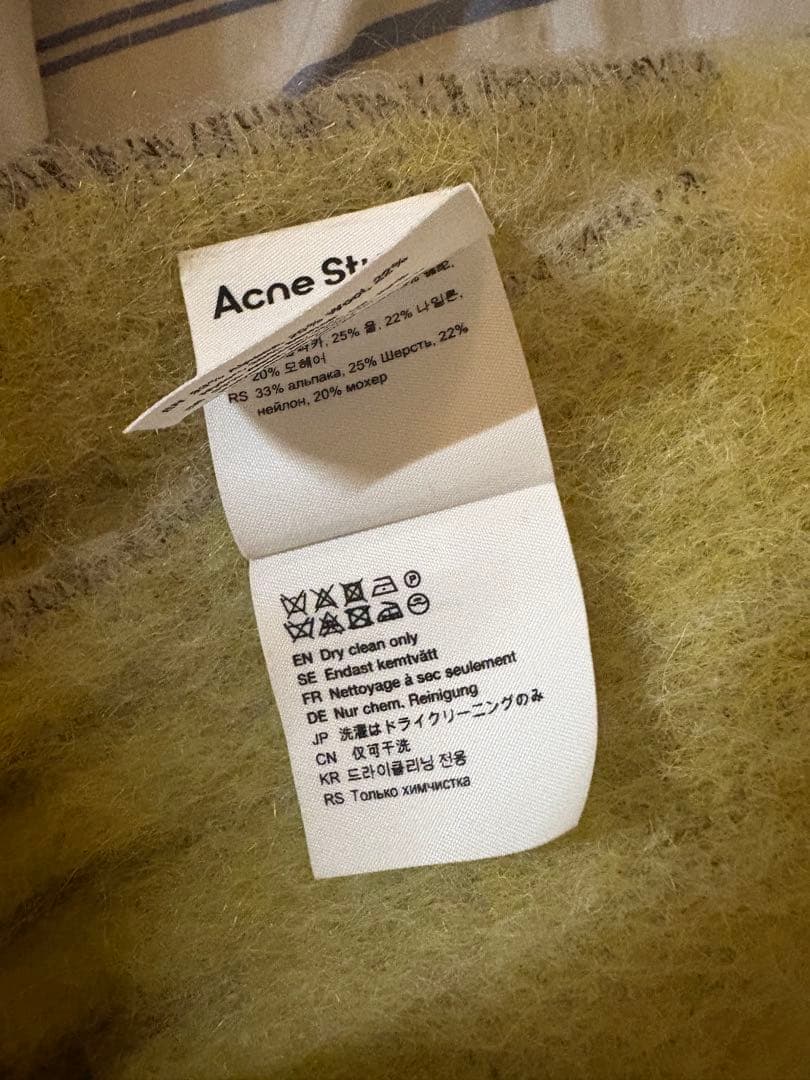 Acne St
25% 울, 22% 나일론,
20% 모헤어
RS 33% альпака, 25% Шерсть, 22%
нейлон, 20% мохер
EN Dry clean only
SE Endast kemtvätt
FR Nettoyage à sec seulement
DE Nur chem. Reinigung
JP 洗濯はドライクリーニングのみ
CN 仅可干洗
KR 드라이클리닝 전용
RS Только химчистка